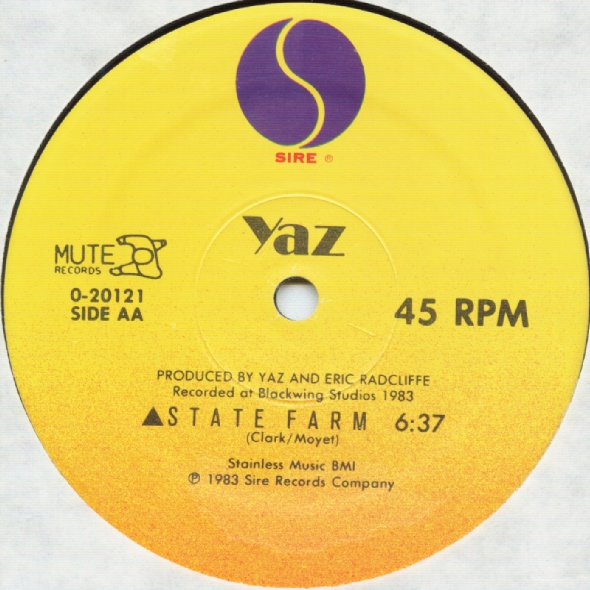 SIRE ®
Yaz
MUTE
RECORDS
0-20121
SIDE AA
45 RPM
PRODUCED BY YAZ AND ERIC RADCLIFFE
Recorded at Blackwing Studios 1983
▲STATE FARM 6:37
(Clark/Moyet)
Stainless Music BMI
℗ 1983 Sire Records Company